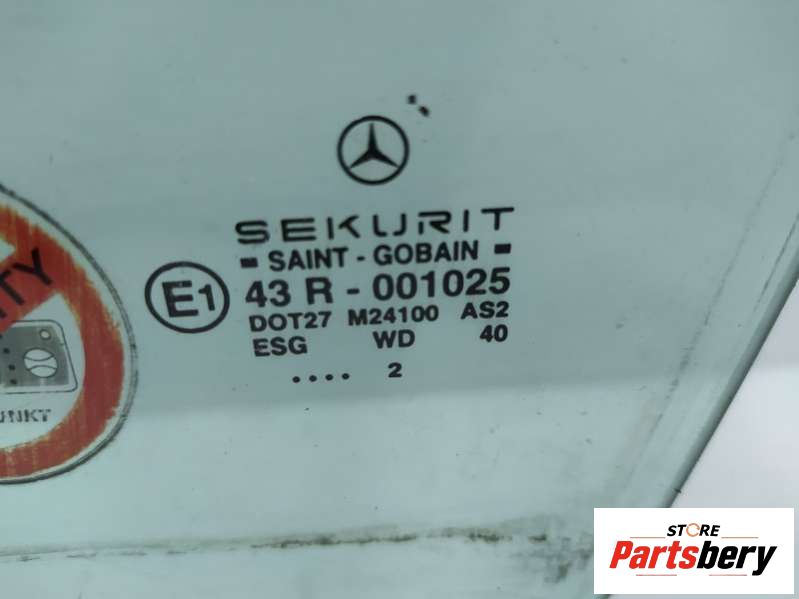 SEKURIT
SAINT - GOBAIN
E1 43 R - 001025
DOT27 M24100 AS2
ESG WD 40
.... 2
STORE
Partsbery